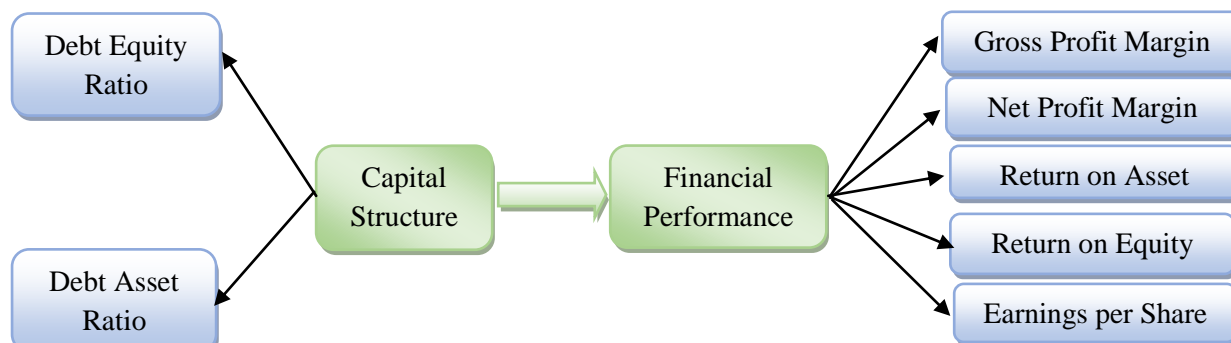 Debt Equity
Ratio
Debt Asset
Ratio
Capital
Structure
Financial
Performance
Gross Profit Margin
Net Profit Margin
Return on Asset
Return on Equity
Earnings per Share